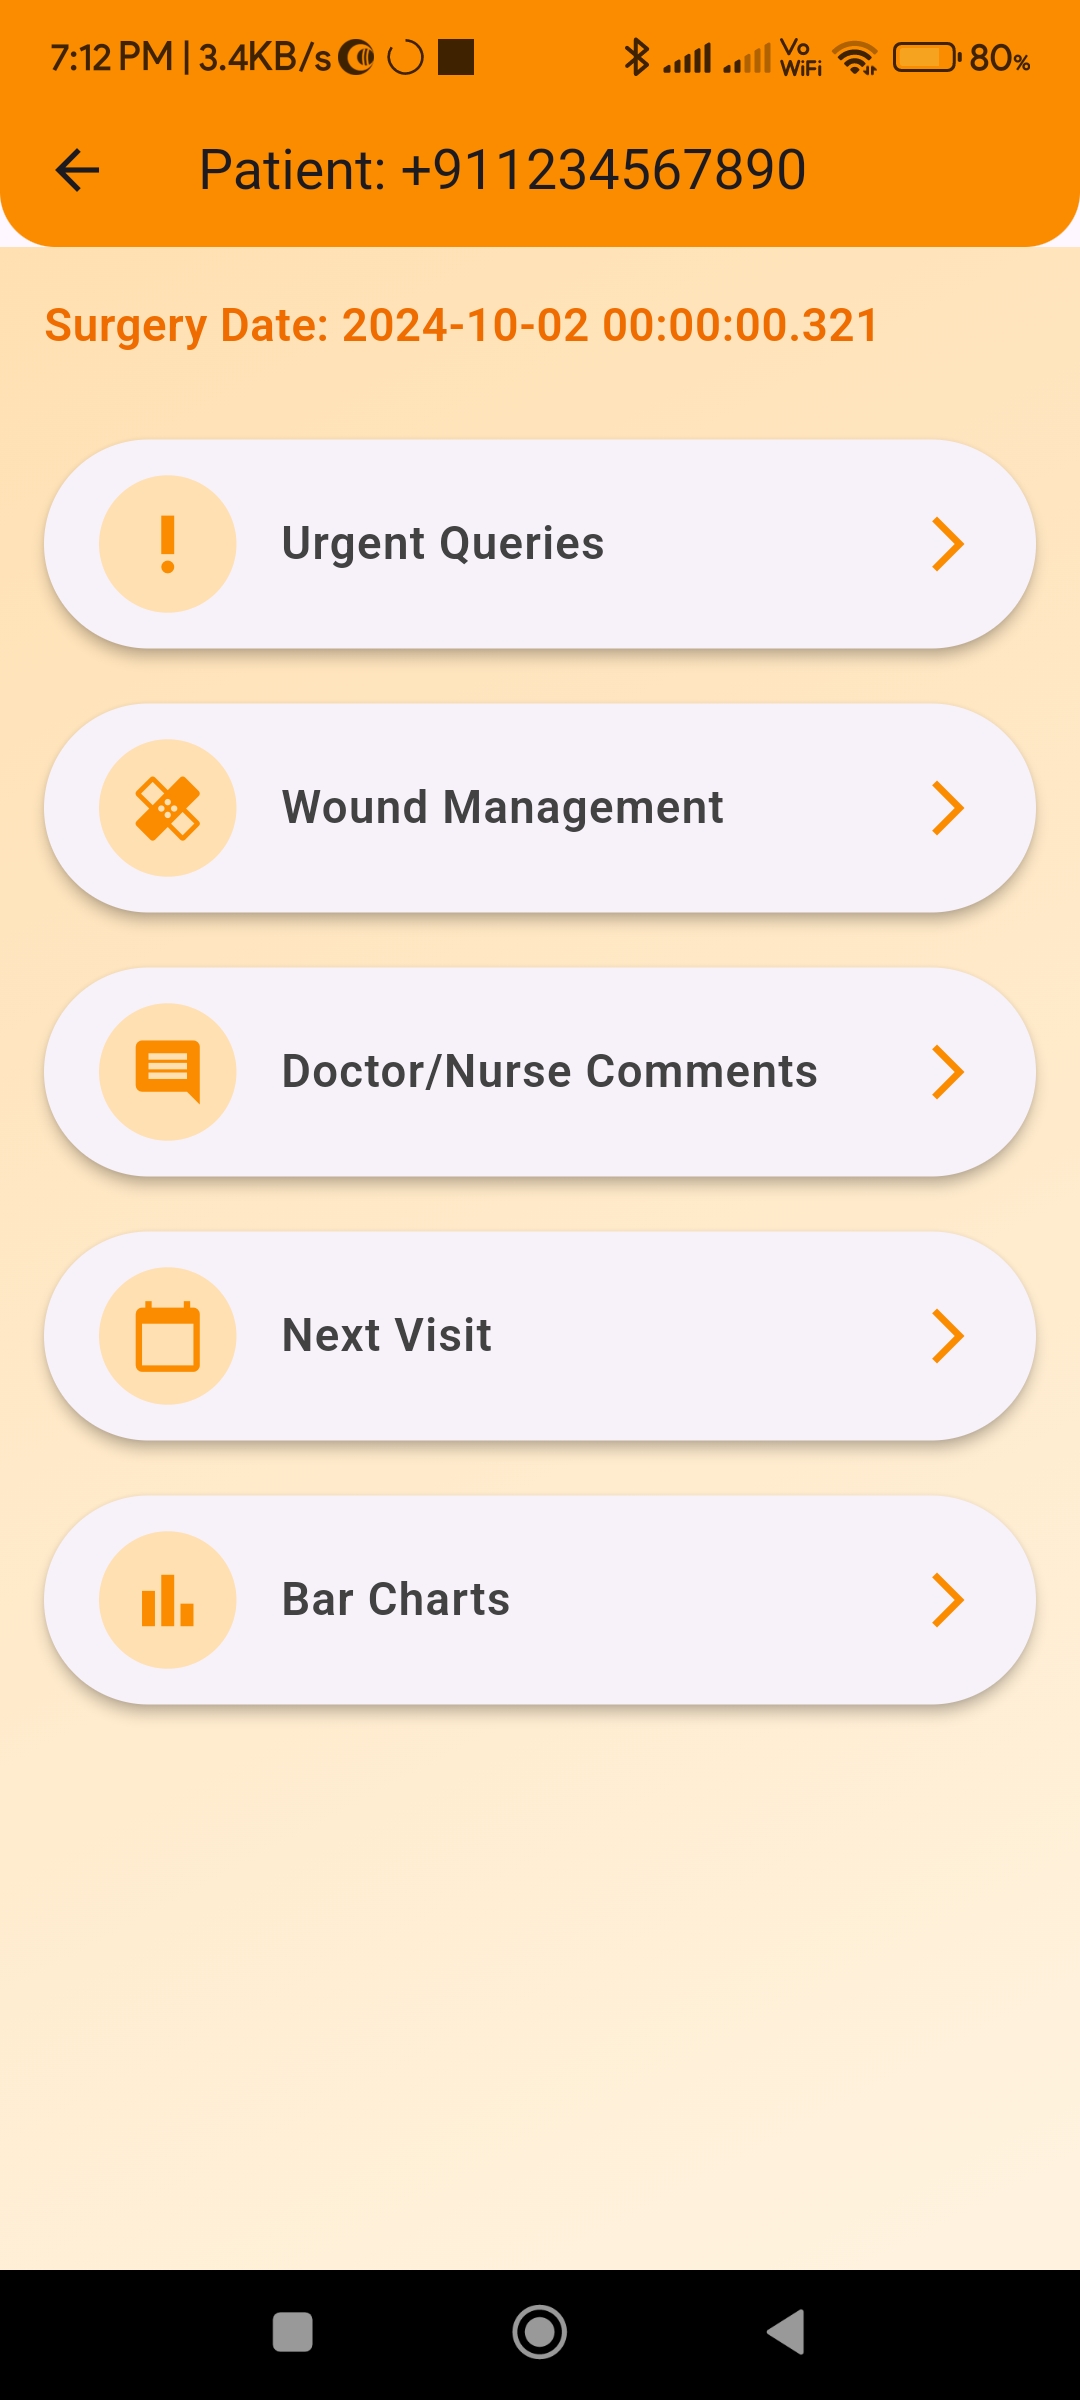 7:12 PM | 3.4KB/s Vo WiFi 80%
Patient: +911234567890
Surgery Date: 2024-10-02 00:00:00.321
Urgent Queries
Wound Management
Doctor/Nurse Comments
Next Visit
Bar Charts